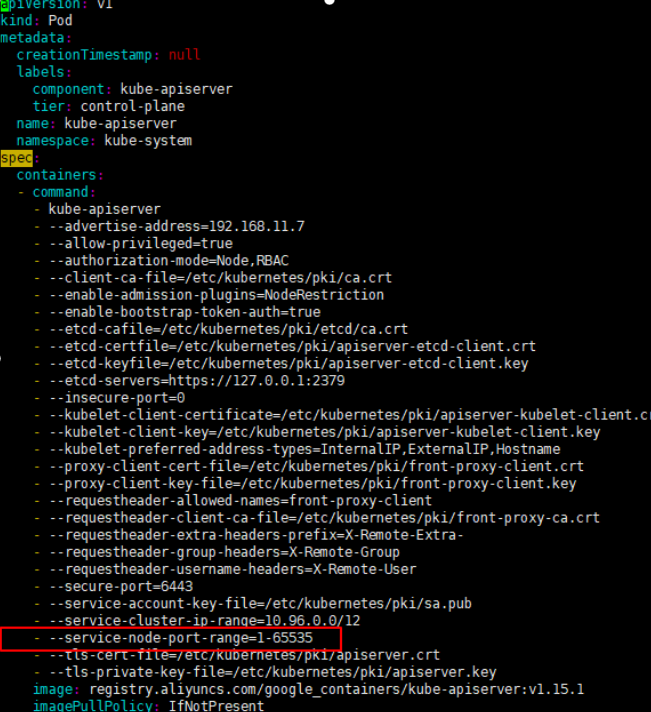 apiVersion: v1
kind: Pod
metadata:
  creationTimestamp: null
  labels:
    component: kube-apiserver
    tier: control-plane
  name: kube-apiserver
  namespace: kube-system
spec:
  containers:
  - command:
    - kube-apiserver
    - --advertise-address=192.168.11.7
    - --allow-privileged=true
    - --authorization-mode=Node,RBAC
    - --client-ca-file=/etc/kubernetes/pki/ca.crt
    - --enable-admission-plugins=NodeRestriction
    - --enable-bootstrap-token-auth=true
    - --etcd-cafile=/etc/kubernetes/pki/etcd/ca.crt
    - --etcd-certfile=/etc/kubernetes/pki/apiserver-etcd-client.crt
    - --etcd-keyfile=/etc/kubernetes/pki/apiserver-etcd-client.key
    - --etcd-servers=https://127.0.0.1:2379
    - --insecure-port=0
    - --kubelet-client-certificate=/etc/kubernetes/pki/apiserver-kubelet-client.cr
    - --kubelet-client-key=/etc/kubernetes/pki/apiserver-kubelet-client.key
    - --kubelet-preferred-address-types=InternalIP,ExternalIP,Hostname
    - --proxy-client-cert-file=/etc/kubernetes/pki/front-proxy-client.crt
    - --proxy-client-key-file=/etc/kubernetes/pki/front-proxy-client.key
    - --requestheader-allowed-names=front-proxy-client
    - --requestheader-client-ca-file=/etc/kubernetes/pki/front-proxy-ca.crt
    - --requestheader-extra-headers-prefix=X-Remote-Extra-
    - --requestheader-group-headers=X-Remote-Group
    - --requestheader-username-headers=X-Remote-User
    - --secure-port=6443
    - --service-account-key-file=/etc/kubernetes/pki/sa.pub
    - --service-cluster-ip-range=10.96.0.0/12
    - --service-node-port-range=1-65535
    - --tls-cert-file=/etc/kubernetes/pki/apiserver.crt
    - --tls-private-key-file=/etc/kubernetes/pki/apiserver.key
    image: registry.aliyuncs.com/google_containers/kube-apiserver:v1.15.1
    imagePullPolicy: IfNotPresent